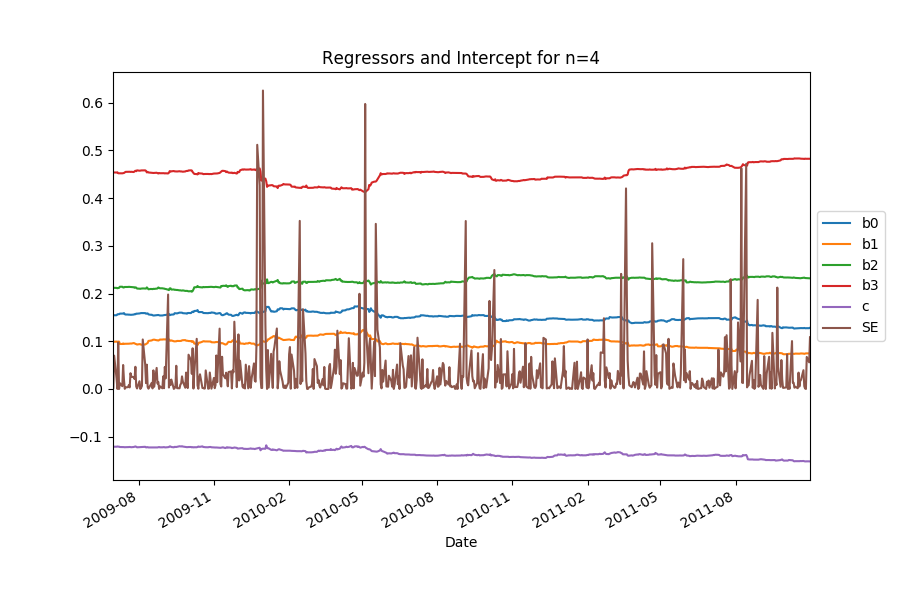 Regressors and Intercept for n=4
0.6
0.5
0.4
0.3
0.2
0.1
0.0
−0.1
b0
b1
b2
b3
c
SE
2009-08
2009-11
2010-02
2010-05
2010-08
2010-11
2011-02
2011-05
2011-08
Date